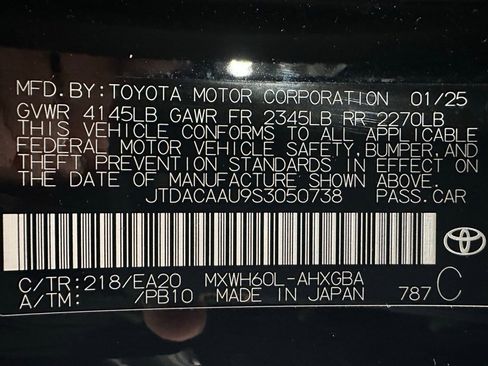 MFD.BY:TOYOTA MOTOR CORPORATION 01/25
GVWR 4145LB GAWR FR 2345LB RR 2270LB
THIS VEHICLE CONFORMS TO ALL APPLICABLE
FEDERAL MOTOR VEHICLE SAFETY,BUMPER,AND
THEFT PREVENTION STANDARDS IN EFFECT ON
THE DATE OF MANUFACTURE SHOWN ABOVE.
JTDACAAU9S3050738 PASS.CAR
C/TR:218/EA20 MXWH60L-AHXGBA
A/TM: /PB10 MADE IN JAPAN 787 C